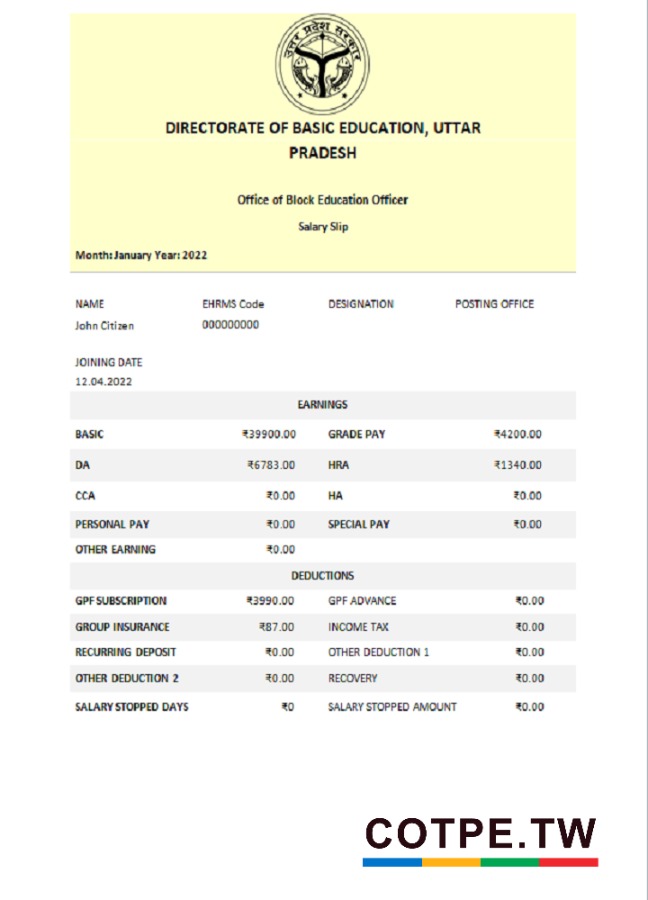 उत्तर प्रदेश सरकार
DIRECTORATE OF BASIC EDUCATION, UTTAR
PRADESH
Office of Block Education Officer
Salary Slip
Month: January Year: 2022
NAME EHRMS Code DESIGNATION POSTING OFFICE
John Citizen 000000000
JOINING DATE
12.04.2022
EARNINGS
BASIC ₹39900.00 GRADE PAY ₹4200.00
DA ₹6783.00 HRA ₹1340.00
CCA ₹0.00 HA ₹0.00
PERSONAL PAY ₹0.00 SPECIAL PAY ₹0.00
OTHER EARNING ₹0.00
DEDUCTIONS
GPF SUBSCRIPTION ₹3990.00 GPF ADVANCE ₹0.00
GROUP INSURANCE ₹87.00 INCOME TAX ₹0.00
RECURRING DEPOSIT ₹0.00 OTHER DEDUCTION 1 ₹0.00
OTHER DEDUCTION 2 ₹0.00 RECOVERY ₹0.00
SALARY STOPPED DAYS ₹0 SALARY STOPPED AMOUNT ₹0.00
COTPE.TW